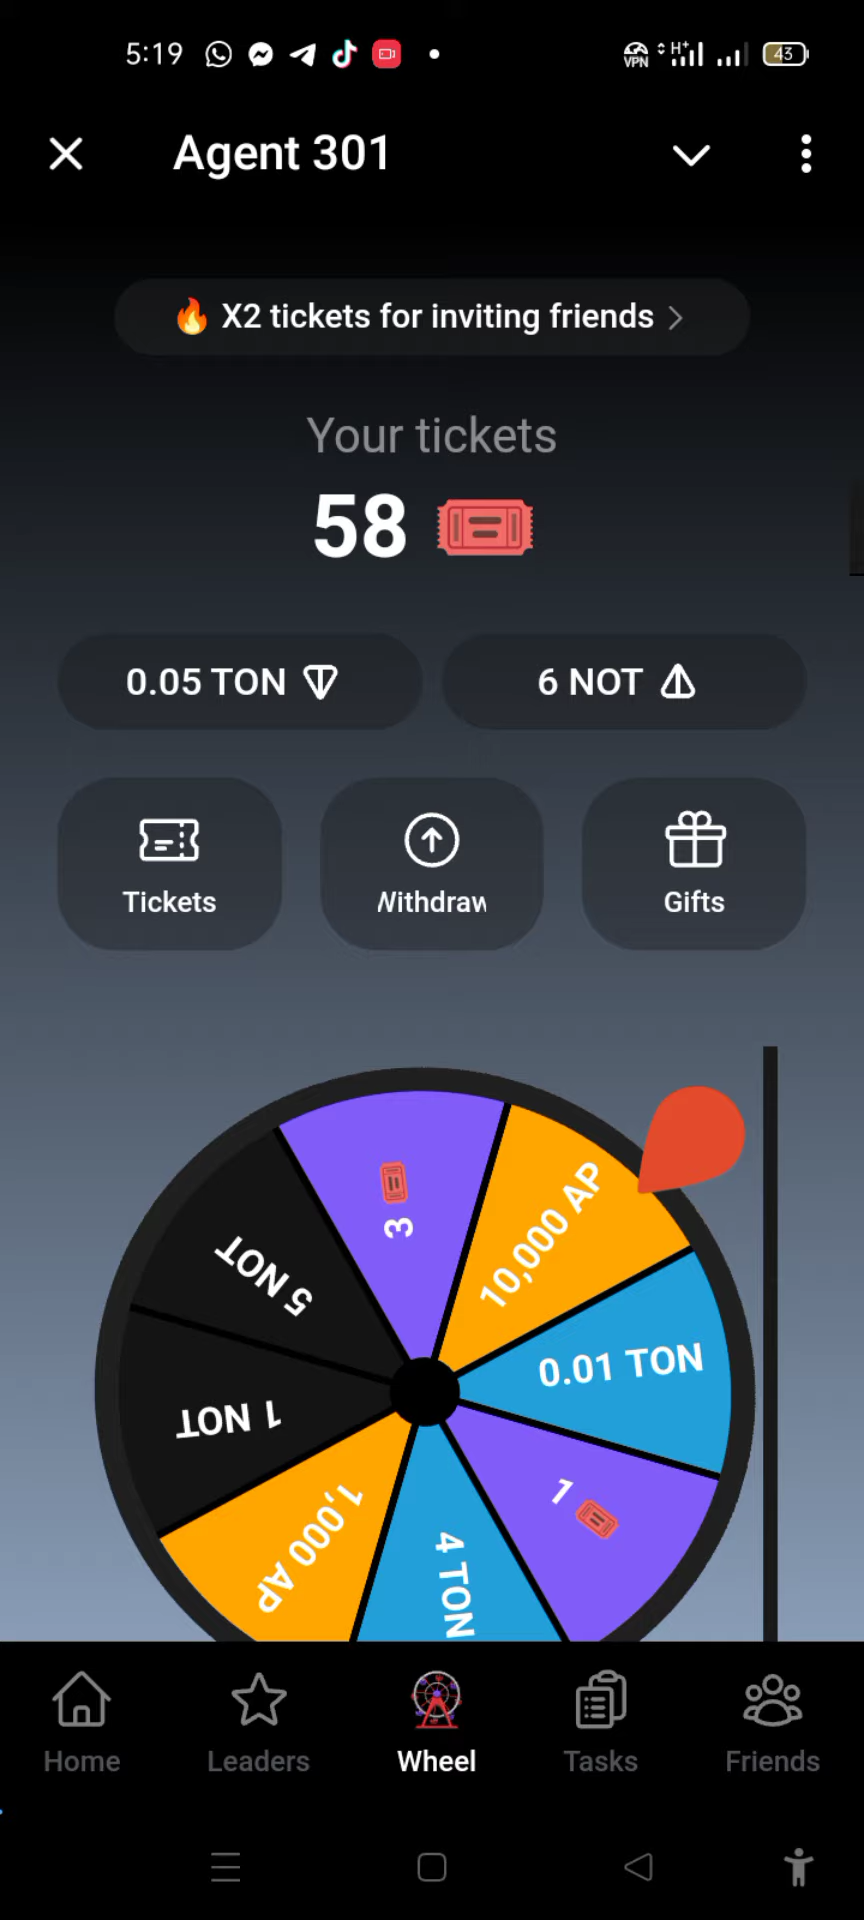 5:19
VPN H+ 43
Agent 301
X2 tickets for inviting friends
Your tickets
58
0.05 TON
6 NOT
Tickets
Withdraw
Gifts
3
10,000 AP
5 NOT
0.01 TON
1 NOT
1
1,000 AP
4 TON
Home
Leaders
Wheel
Tasks
Friends